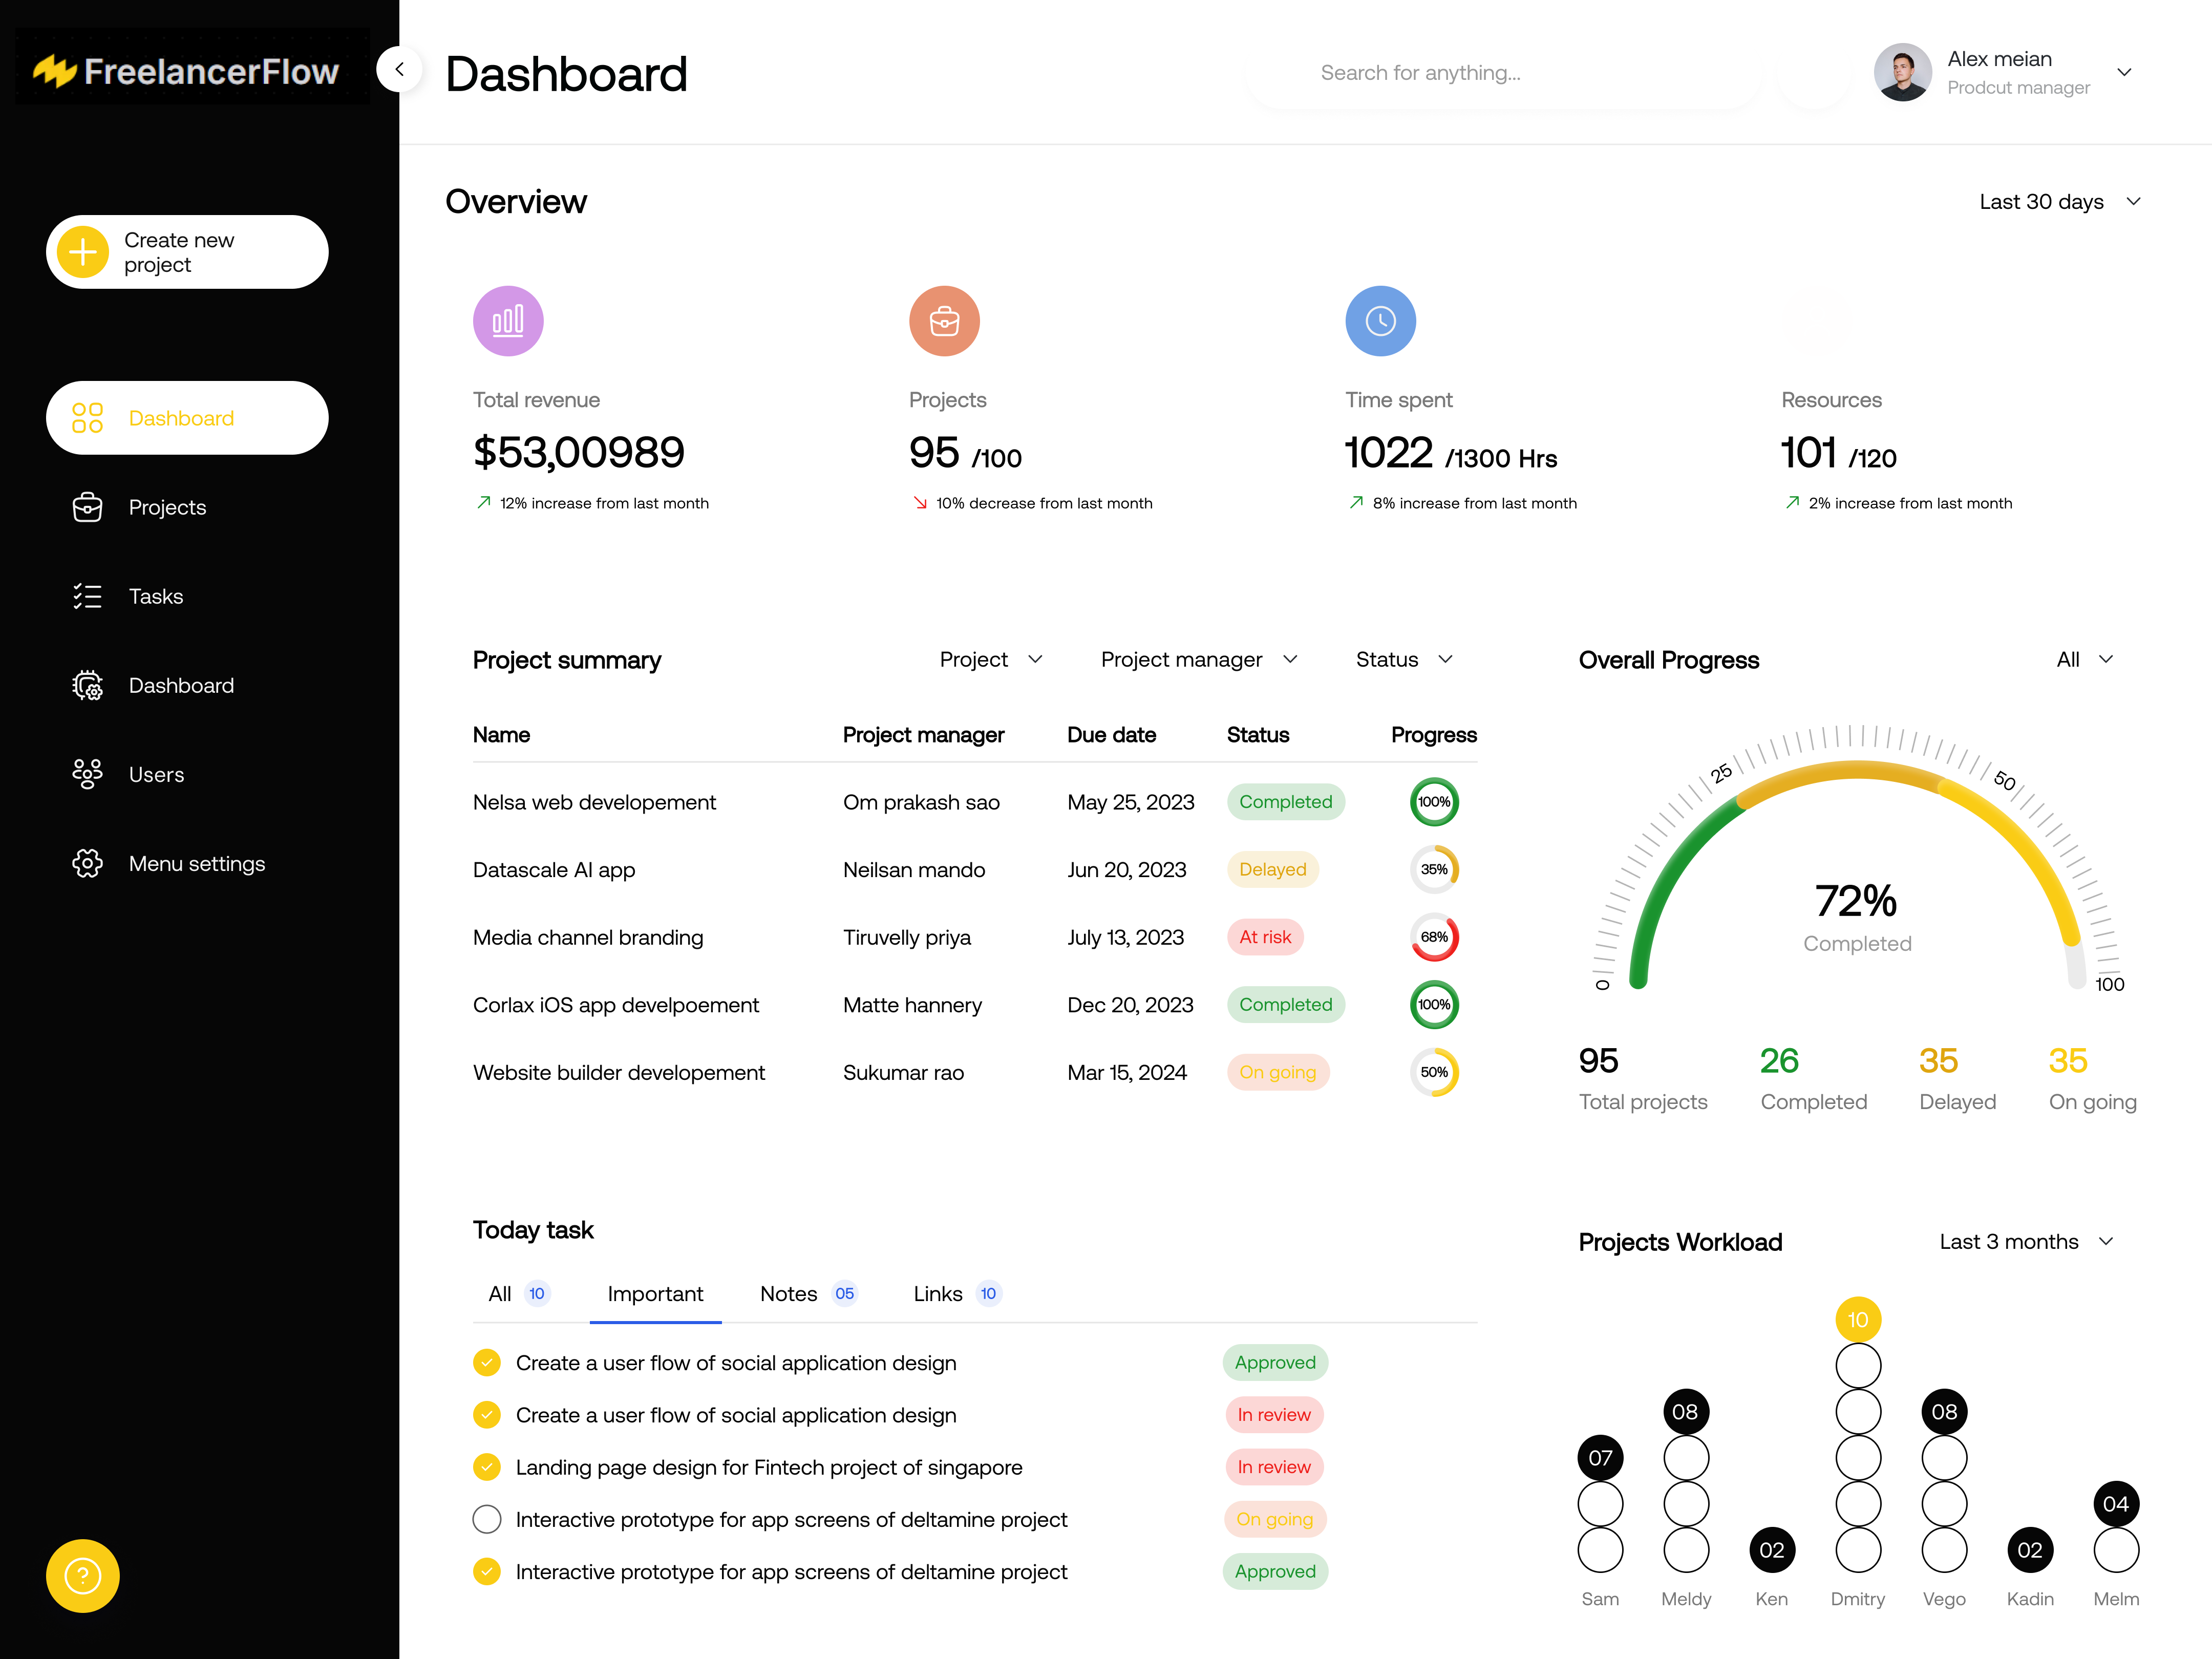 FreelancerFlow
Dashboard
Search for anything...
Alex meian
Prodcut manager
Create new
project
Dashboard
Projects
Tasks
Dashboard
Users
Menu settings
?
Overview
Last 30 days
Total revenue
$53,00989
12% increase from last month
Projects
95 /100
10% decrease from last month
Time spent
1022 /1300 Hrs
8% increase from last month
Resources
101 /120
2% increase from last month
Project summary
Project
Project manager
Status
Name Project manager Due date Status Progress
Nelsa web developement Om prakash sao May 25, 2023 Completed 100%
Datascale AI app Neilsan mando Jun 20, 2023 Delayed 35%
Media channel branding Tiruvelly priya July 13, 2023 At risk 68%
Corlax iOS app develpoement Matte hannery Dec 20, 2023 Completed 100%
Website builder developement Sukumar rao Mar 15, 2024 On going 50%
Overall Progress
All
0
25
50
100
72%
Completed
95 26 35 35
Total projects Completed Delayed On going
Today task
All 10 Important Notes 05 Links 10
Create a user flow of social application design Approved
Create a user flow of social application design In review
Landing page design for Fintech project of singapore In review
Interactive prototype for app screens of deltamine project On going
Interactive prototype for app screens of deltamine project Approved
Projects Workload
Last 3 months
07 08 02 10 08 02 04
Sam Meldy Ken Dmitry Vego Kadin Melm